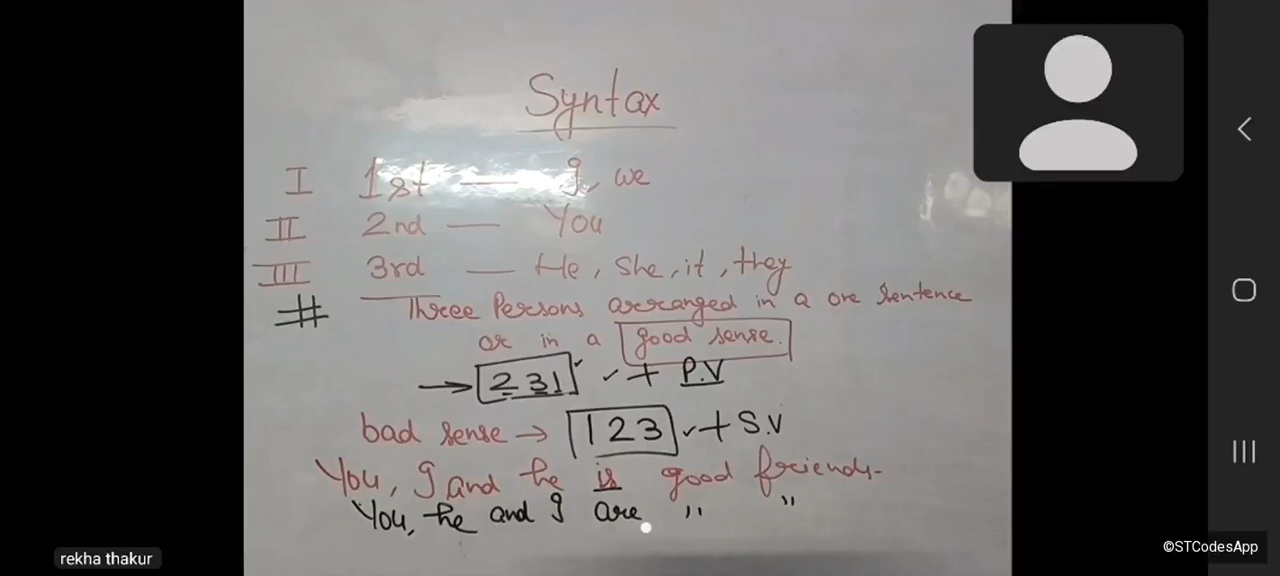 Syntax
I 1st — I, we
II 2nd — You
III 3rd — He, she, it, they
# Three Persons arranged in a one sentence
or in a good sense.
→ 231 ✓ + P.V
bad sense → 123 ✓ + S.V
You, I and he is good friends.
You, he and I are " "
rekha thakur
©STCodesApp